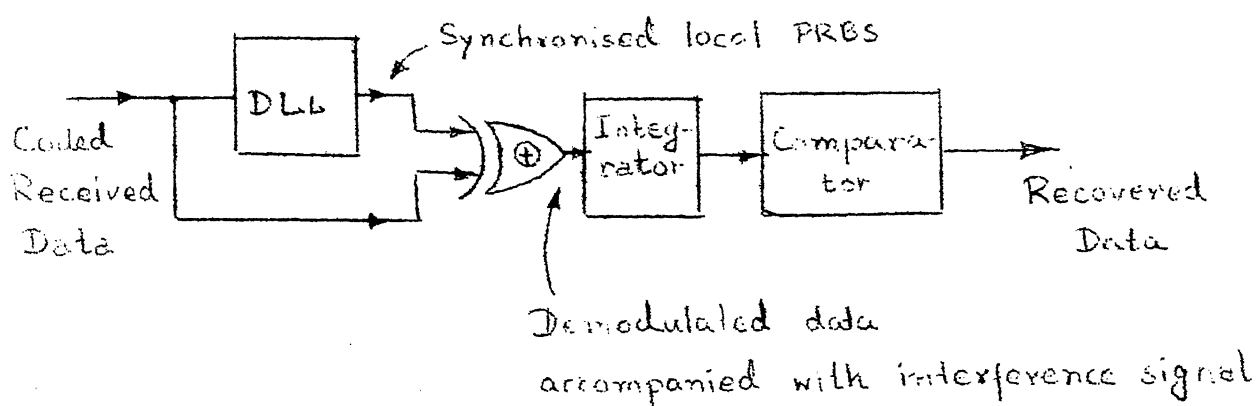 Synchronised local PRBS
DLL
Coded
Received
Data
⊕
Integ-
rator
Compara-
tor
Recovered
Data
Demodulated data
accompanied with interference signal